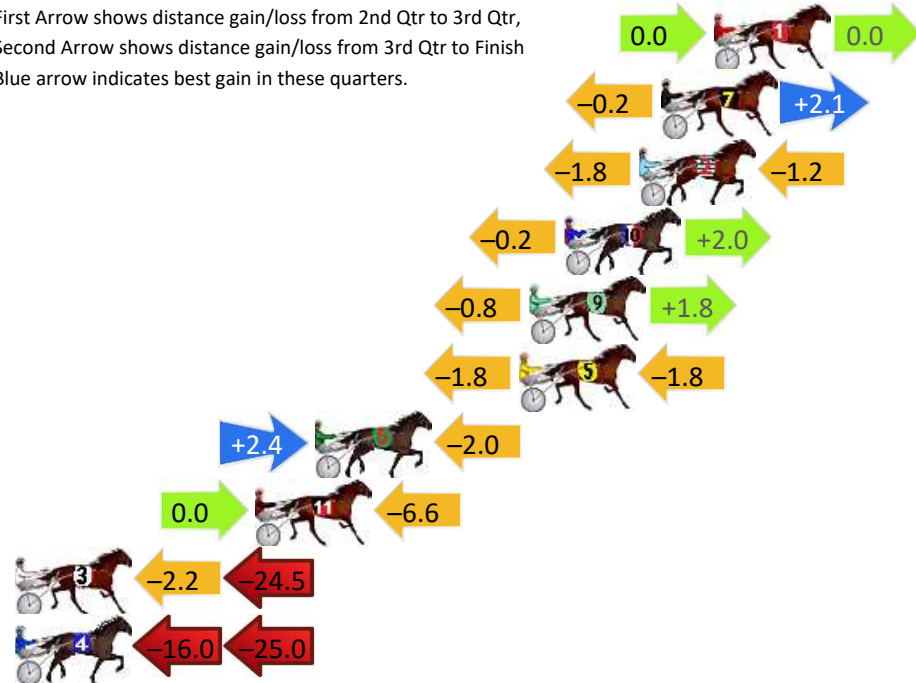 First Arrow shows distance gain/loss from 2nd Qtr to 3rd Qtr,
Second Arrow shows distance gain/loss from 3rd Qtr to Finish
Blue arrow indicates best gain in these quarters.
0.0 1 0.0
−0.2 7 +2.1
−1.8 −1.2
−0.2 10 +2.0
−0.8 9 +1.8
−1.8 5 −1.8
+2.4 6 −2.0
0.0 11 −6.6
3 −2.2 −24.5
4 −16.0 −25.0